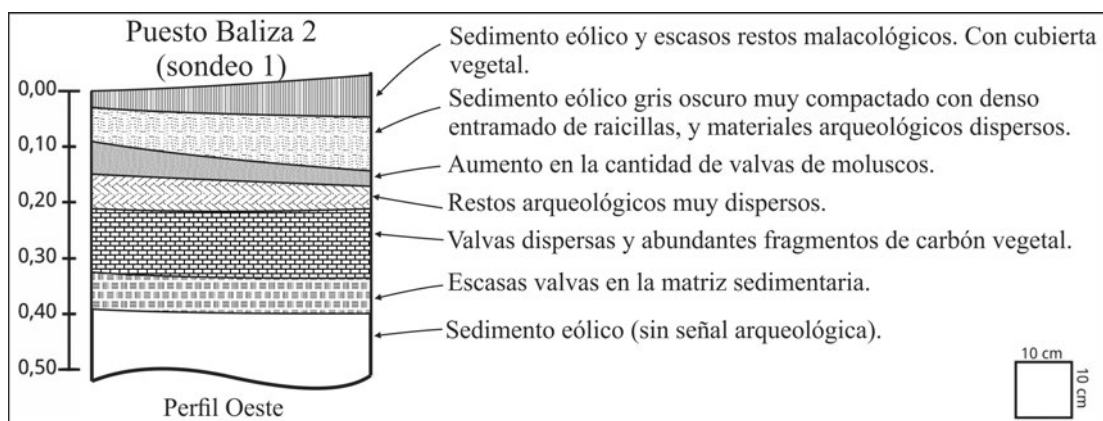 Puesto Baliza 2
(sondeo 1)
0,00
0,10
0,20
0,30
0,40
0,50
Sedimento eólico y escasos restos malacológicos. Con cubierta
vegetal.
Sedimento eólico gris oscuro muy compactado con denso
entramado de raicillas, y materiales arqueológicos dispersos.
Aumento en la cantidad de valvas de moluscos.
Restos arqueológicos muy dispersos.
Valvas dispersas y abundantes fragmentos de carbón vegetal.
Escasas valvas en la matriz sedimentaria.
Sedimento eólico (sin señal arqueológica).
Perfil Oeste
10 cm
10 cm